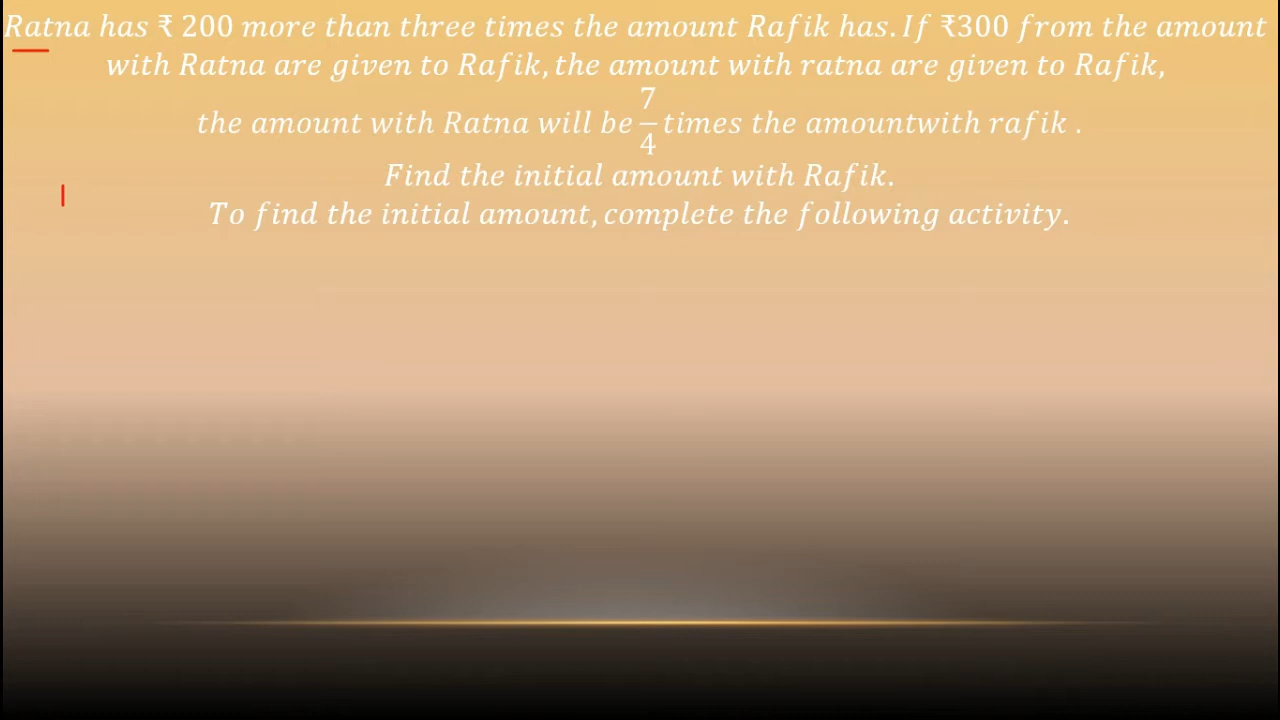 Ratna has ₹ 200 more than three times the amount Rafik has. If ₹300 from the amount
with Ratna are given to Rafik, the amount with ratna are given to Rafik,
the amount with Ratna will be 7/4 times the amountwith rafik .
Find the initial amount with Rafik.
To find the initial amount, complete the following activity.